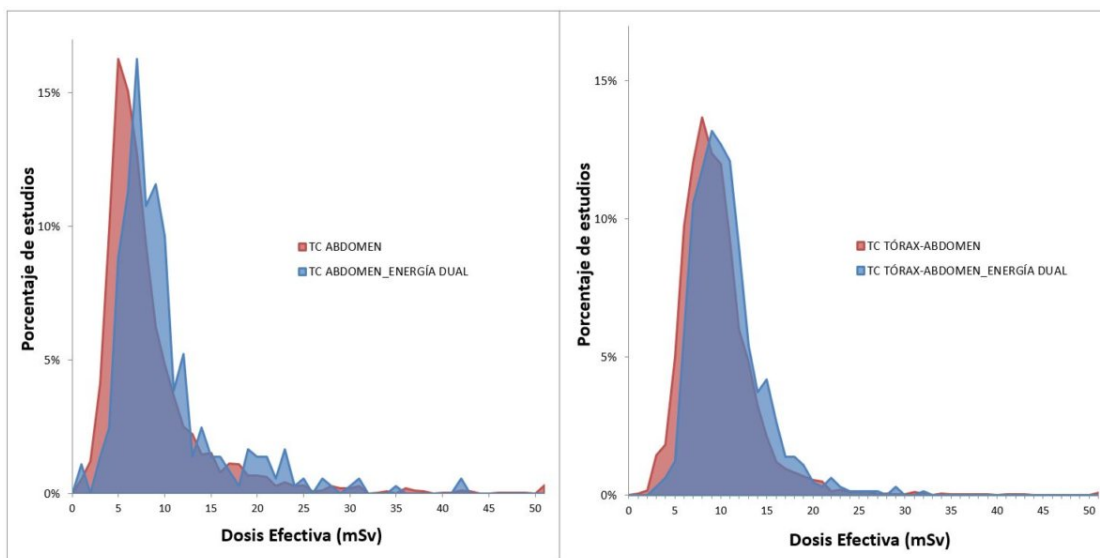 Porcentaje de estudios
15%
10%
5%
0%
TC ABDOMEN
TC ABDOMEN_ENERGÍA DUAL
0 5 10 15 20 25 30 35 40 45 50
Dosis Efectiva (mSv)
Porcentaje de estudios
15%
10%
5%
0%
TC TÓRAX-ABDOMEN
TC TÓRAX-ABDOMEN_ENERGÍA DUAL
0 5 10 15 20 25 30 35 40 45 50
Dosis Efectiva (mSv)